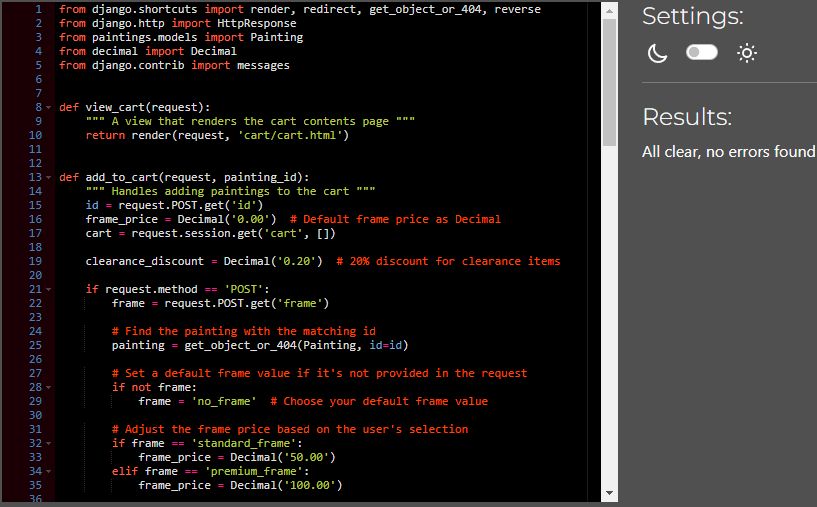 1 from django.shortcuts import render, redirect, get_object_or_404, reverse
2 from django.http import HttpResponse
3 from paintings.models import Painting
4 from decimal import Decimal
5 from django.contrib import messages
6
7
8 def view_cart(request):
9     """ A view that renders the cart contents page """
10     return render(request, 'cart/cart.html')
11
12
13 def add_to_cart(request, painting_id):
14     """ Handles adding paintings to the cart """
15     id = request.POST.get('id')
16     frame_price = Decimal('0.00')  # Default frame price as Decimal
17     cart = request.session.get('cart', [])
18
19     clearance_discount = Decimal('0.20')  # 20% discount for clearance items
20
21     if request.method == 'POST':
22         frame = request.POST.get('frame')
23
24         # Find the painting with the matching id
25         painting = get_object_or_404(Painting, id=id)
26
27         # Set a default frame value if it's not provided in the request
28         if not frame:
29             frame = 'no_frame'  # Choose your default frame value
30
31         # Adjust the frame price based on the user's selection
32         if frame == 'standard_frame':
33             frame_price = Decimal('50.00')
34         elif frame == 'premium_frame':
35             frame_price = Decimal('100.00')
36
Settings:
Results:
All clear, no errors found